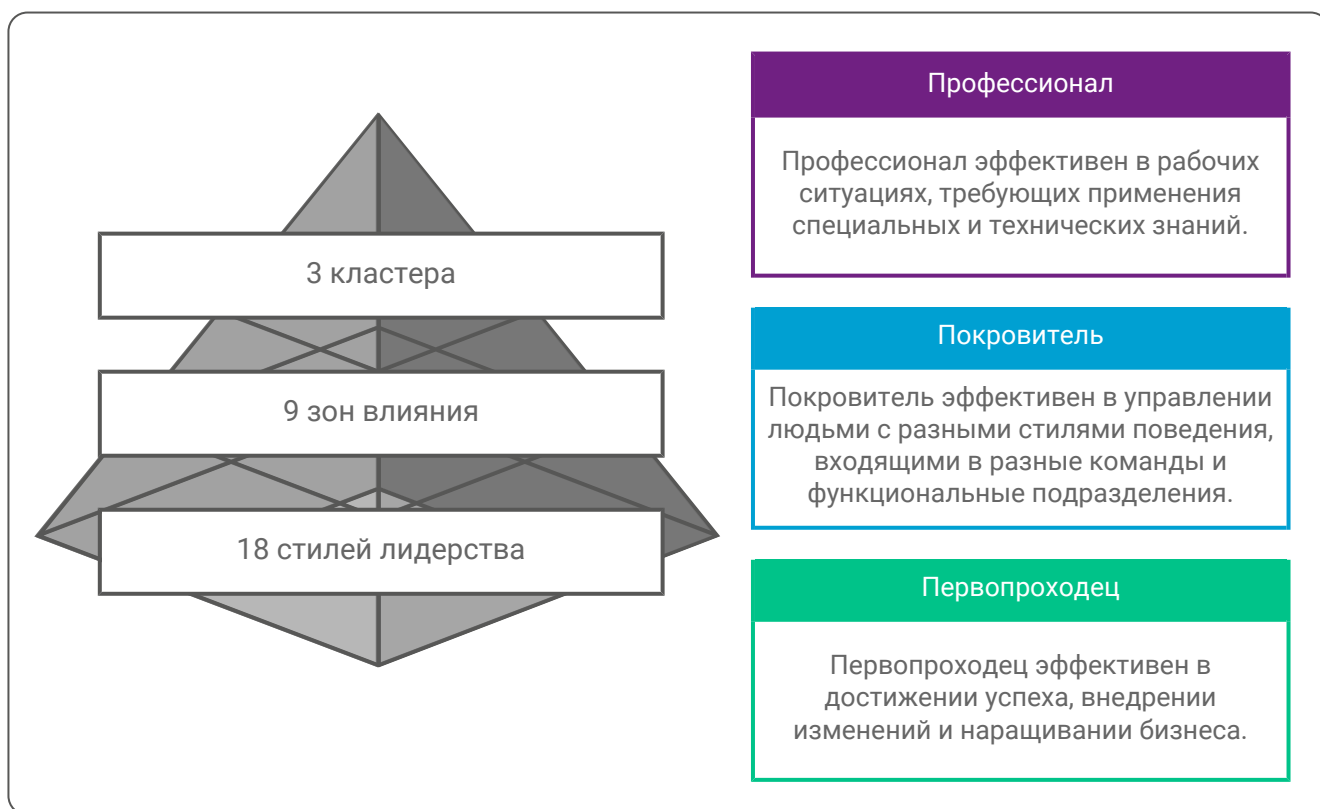 3 кластера
9 зон влияния
18 стилей лидерства
Профессионал
Профессионал эффективен в рабочих
ситуациях, требующих применения
специальных и технических знаний.
Покровитель
Покровитель эффективен в управлении
людьми с разными стилями поведения,
входящими в разные команды и
функциональные подразделения.
Первопроходец
Первопроходец эффективен в
достижении успеха, внедрении
изменений и наращивании бизнеса.